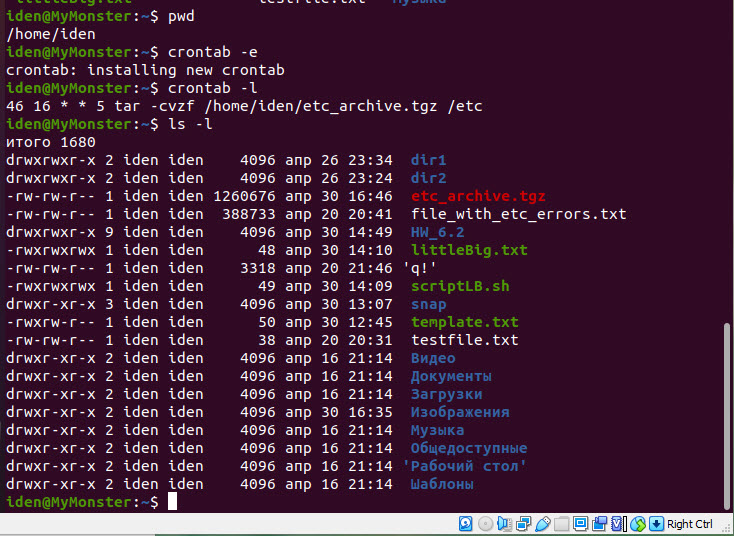 littleBig.txt testfile.txt Музыка
iden@MyMonster:~$ pwd
/home/iden
iden@MyMonster:~$ crontab -e
crontab: installing new crontab
iden@MyMonster:~$ crontab -l
46 16 * * 5 tar -cvzf /home/iden/etc_archive.tgz /etc
iden@MyMonster:~$ ls -l
итого 1680
drwxrwxr-x 2 iden iden    4096 апр 26 23:34  dir1
drwxrwxr-x 2 iden iden    4096 апр 26 23:24  dir2
-rw-rw-r-- 1 iden iden 1260676 апр 30 16:46  etc_archive.tgz
-rw-rw-r-- 1 iden iden  388733 апр 20 20:41  file_with_etc_errors.txt
drwxrwxr-x 9 iden iden    4096 апр 30 14:49  HW_6.2
-rwxrwxrwx 1 iden iden      48 апр 30 14:10  littleBig.txt
-rw-rw-r-- 1 iden iden    3318 апр 20 21:46 'q!'
-rwxrwxrwx 1 iden iden      49 апр 30 14:09  scriptLB.sh
drwxr-xr-x 3 iden iden    4096 апр 30 13:07  snap
-rwxrw-r-- 1 iden iden      50 апр 30 12:45  template.txt
-rw-rw-r-- 1 iden iden      38 апр 20 20:31  testfile.txt
drwxr-xr-x 2 iden iden    4096 апр 16 21:14  Видео
drwxr-xr-x 2 iden iden    4096 апр 16 21:14  Документы
drwxr-xr-x 2 iden iden    4096 апр 16 21:14  Загрузки
drwxr-xr-x 2 iden iden    4096 апр 30 16:35  Изображения
drwxr-xr-x 2 iden iden    4096 апр 16 21:14  Музыка
drwxr-xr-x 2 iden iden    4096 апр 16 21:14  Общедоступные
drwxr-xr-x 2 iden iden    4096 апр 16 21:14 'Рабочий стол'
drwxr-xr-x 2 iden iden    4096 апр 16 21:14  Шаблоны
iden@MyMonster:~$
Right Ctrl